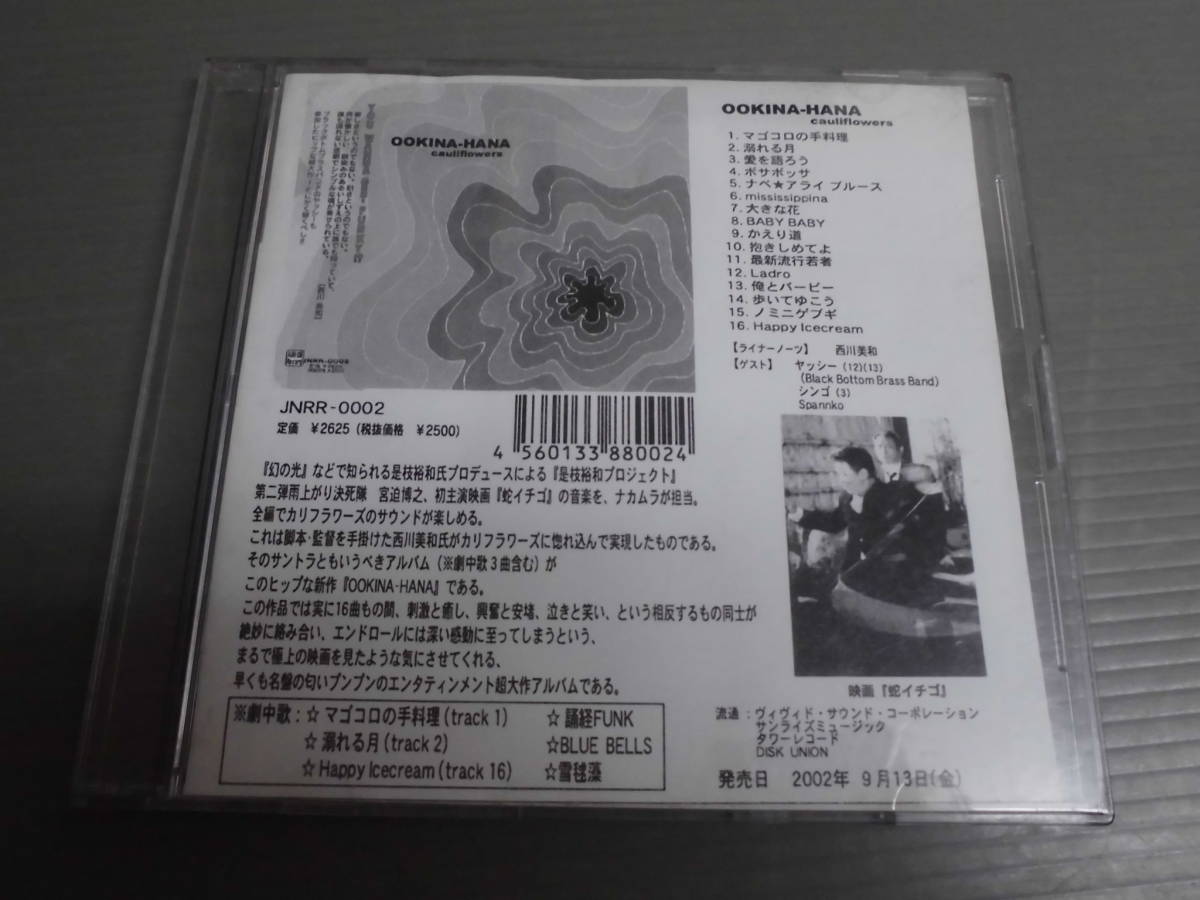 OOKINA-HANA
cauliflowers
JNRR-0002
JNRR-0002
定価 ¥2625(税抜価格 ¥2500)
4 560133 880024
『幻の光』などで知られる是枝裕和氏プロデュースによる『是枝裕和プロジェクト』
第二弾雨上がり決死隊 宮迫博之、初主演映画『蛇イチゴ』の音楽を、ナカムラが担当。
全編でカリフラワーズのサウンドが楽しめる。
これは脚本・監督を手掛けた西川美和氏がカリフラワーズに惚れ込んで実現したものである。
そのサントラともいうべきアルバム(※劇中歌3曲含む)が
このヒップな新作『OOKINA-HANA』である。
この作品では実に16曲もの間、刺激と癒し、興奮と安堵、泣きと笑い、という相反するもの同士が
絶妙に絡み合い、エンドロールには深い感動に至ってしまうという、
まるで極上の映画を見たような気にさせてくれる、
早くも名盤の匂いプンプンのエンタティンメント超大作アルバムである。
※劇中歌:☆ マゴコロの手料理(track 1) ☆ 誦経FUNK
☆ 溺れる月(track 2) ☆BLUE BELLS
☆ Happy Icecream(track 16) ☆雪毬藻
OOKINA-HANA
cauliflowers
1. マゴコロの手料理
2. 溺れる月
3. 愛を語ろう
4. ボサボッサ
5. ナベ★アライ ブルース
6. mississippina
7. 大きな花
8. BABY BABY
9. かえり道
10. 抱きしめてよ
11. 最新流行若者
12. Ladro
13. 俺とバービー
14. 歩いてゆこう
15. ノミニゲブギ
16. Happy Icecream
【ライナーノーツ】 西川美和
【ゲスト】 ヤッシー(12)(13)
(Black Bottom Brass Band)
シンゴ(3)
Spannko
映画『蛇イチゴ』
流通:ヴィヴィド・サウンド・コーポレーション
サンライズミュージック
タワーレコード
DISK UNION
発売日 2002年 9月13日(金)